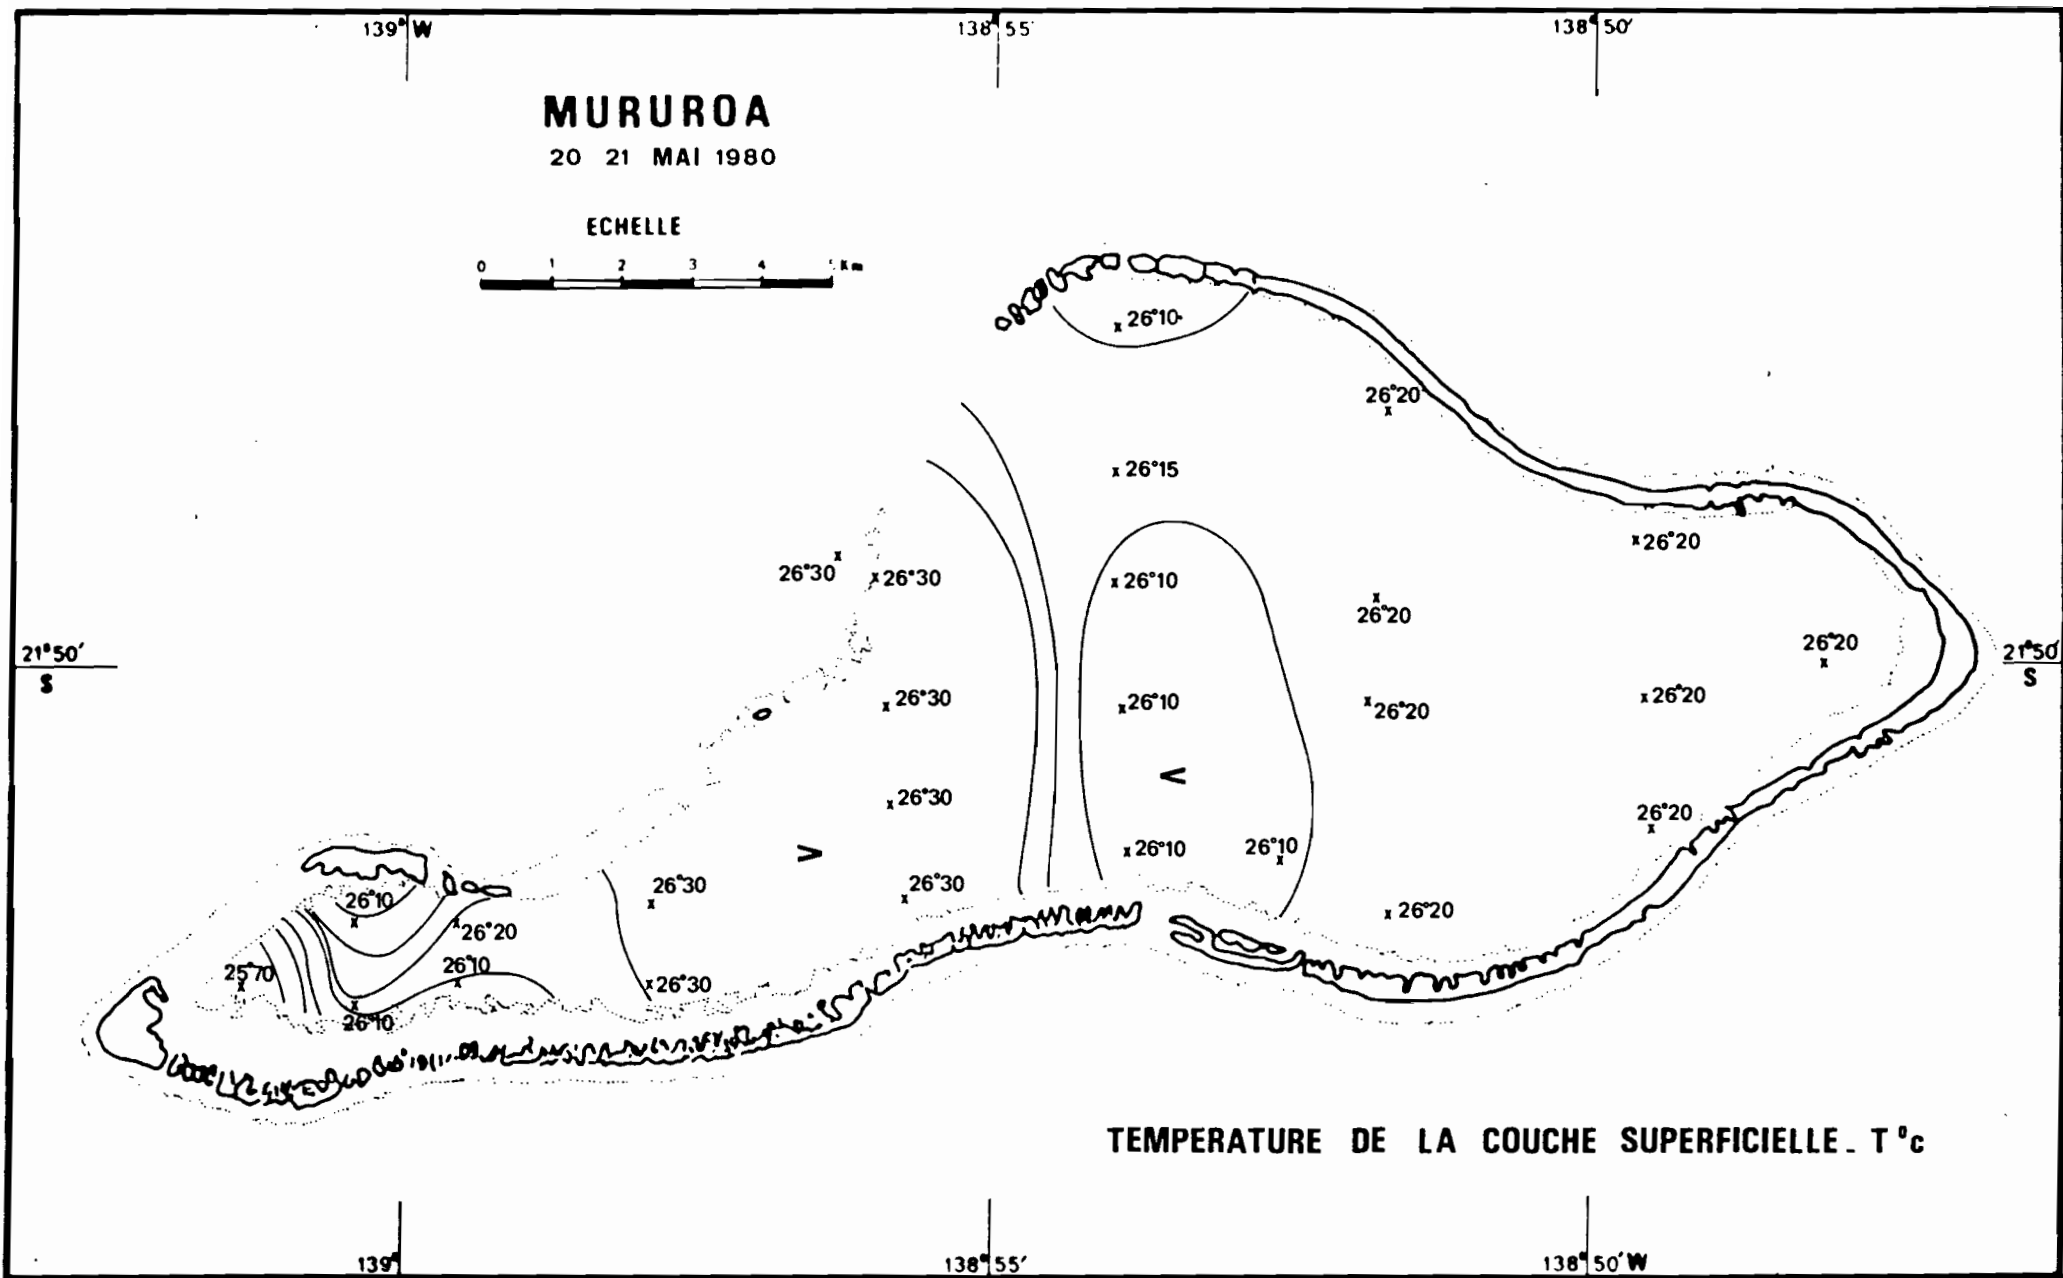 139° W 138° 55' 138° 50'
MURUROA
20 21 MAI 1980
ECHELLE
0 1 2 3 4 5 Km
26°10
26°20
26°15
26°20
26°30 26°30 26°10
26°20
26°20
21°50' 21°50'
S S
26°30 26°10 26°20 26°20
<
26°30
26°20
> 26°10 26°10
26°30 26°30
26°10 26°20
26°20
25°70 26°10
26°30
26°10
TEMPERATURE DE LA COUCHE SUPERFICIELLE_ T°c
139° 138° 55' 138° 50' W